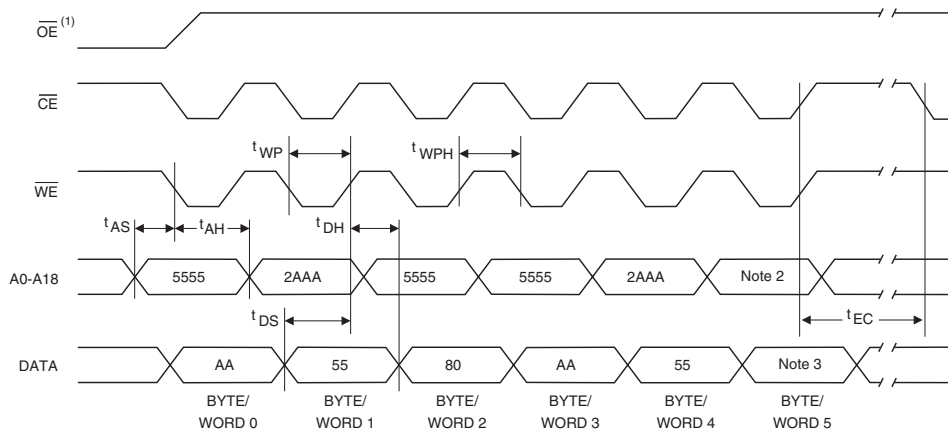 OE (1)
CE
t WP
t WPH
WE
t AS
t AH
t DH
A0-A18
5555
2AAA
5555
5555
2AAA
Note 2
t DS
t EC
DATA
AA
55
80
AA
55
Note 3
BYTE/
WORD 0
BYTE/
WORD 1
BYTE/
WORD 2
BYTE/
WORD 3
BYTE/
WORD 4
BYTE/
WORD 5